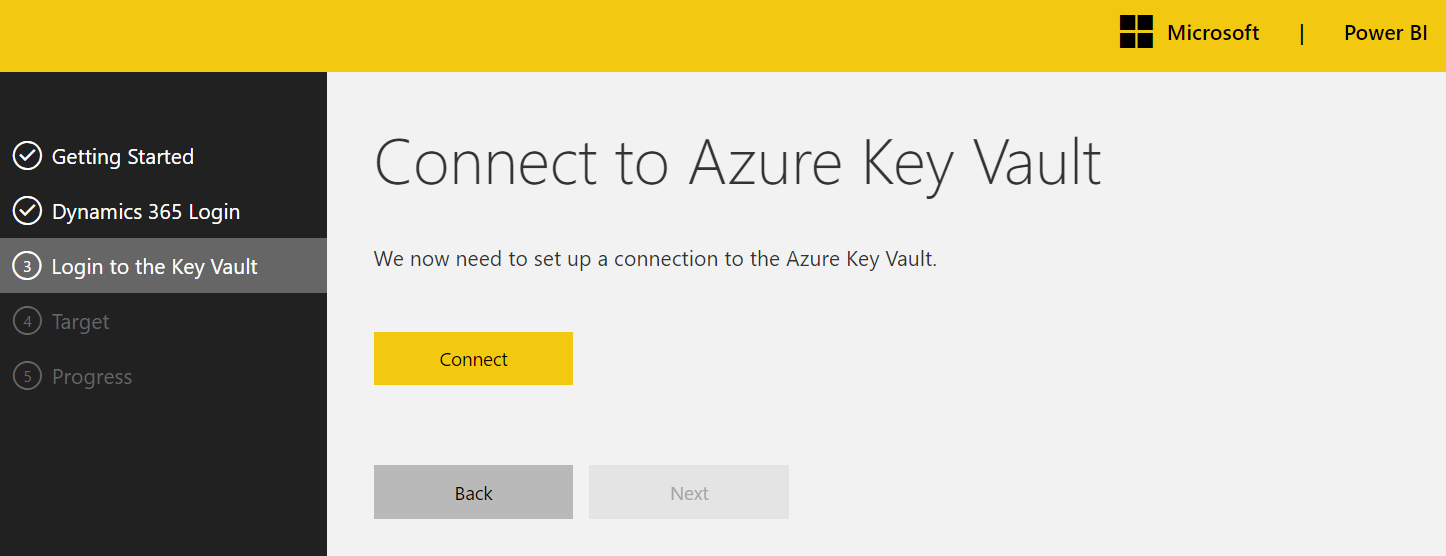 Microsoft | Power BI
Getting Started
Dynamics 365 Login
3 Login to the Key Vault
4 Target
5 Progress
Connect to Azure Key Vault
We now need to set up a connection to the Azure Key Vault.
Connect
Back Next